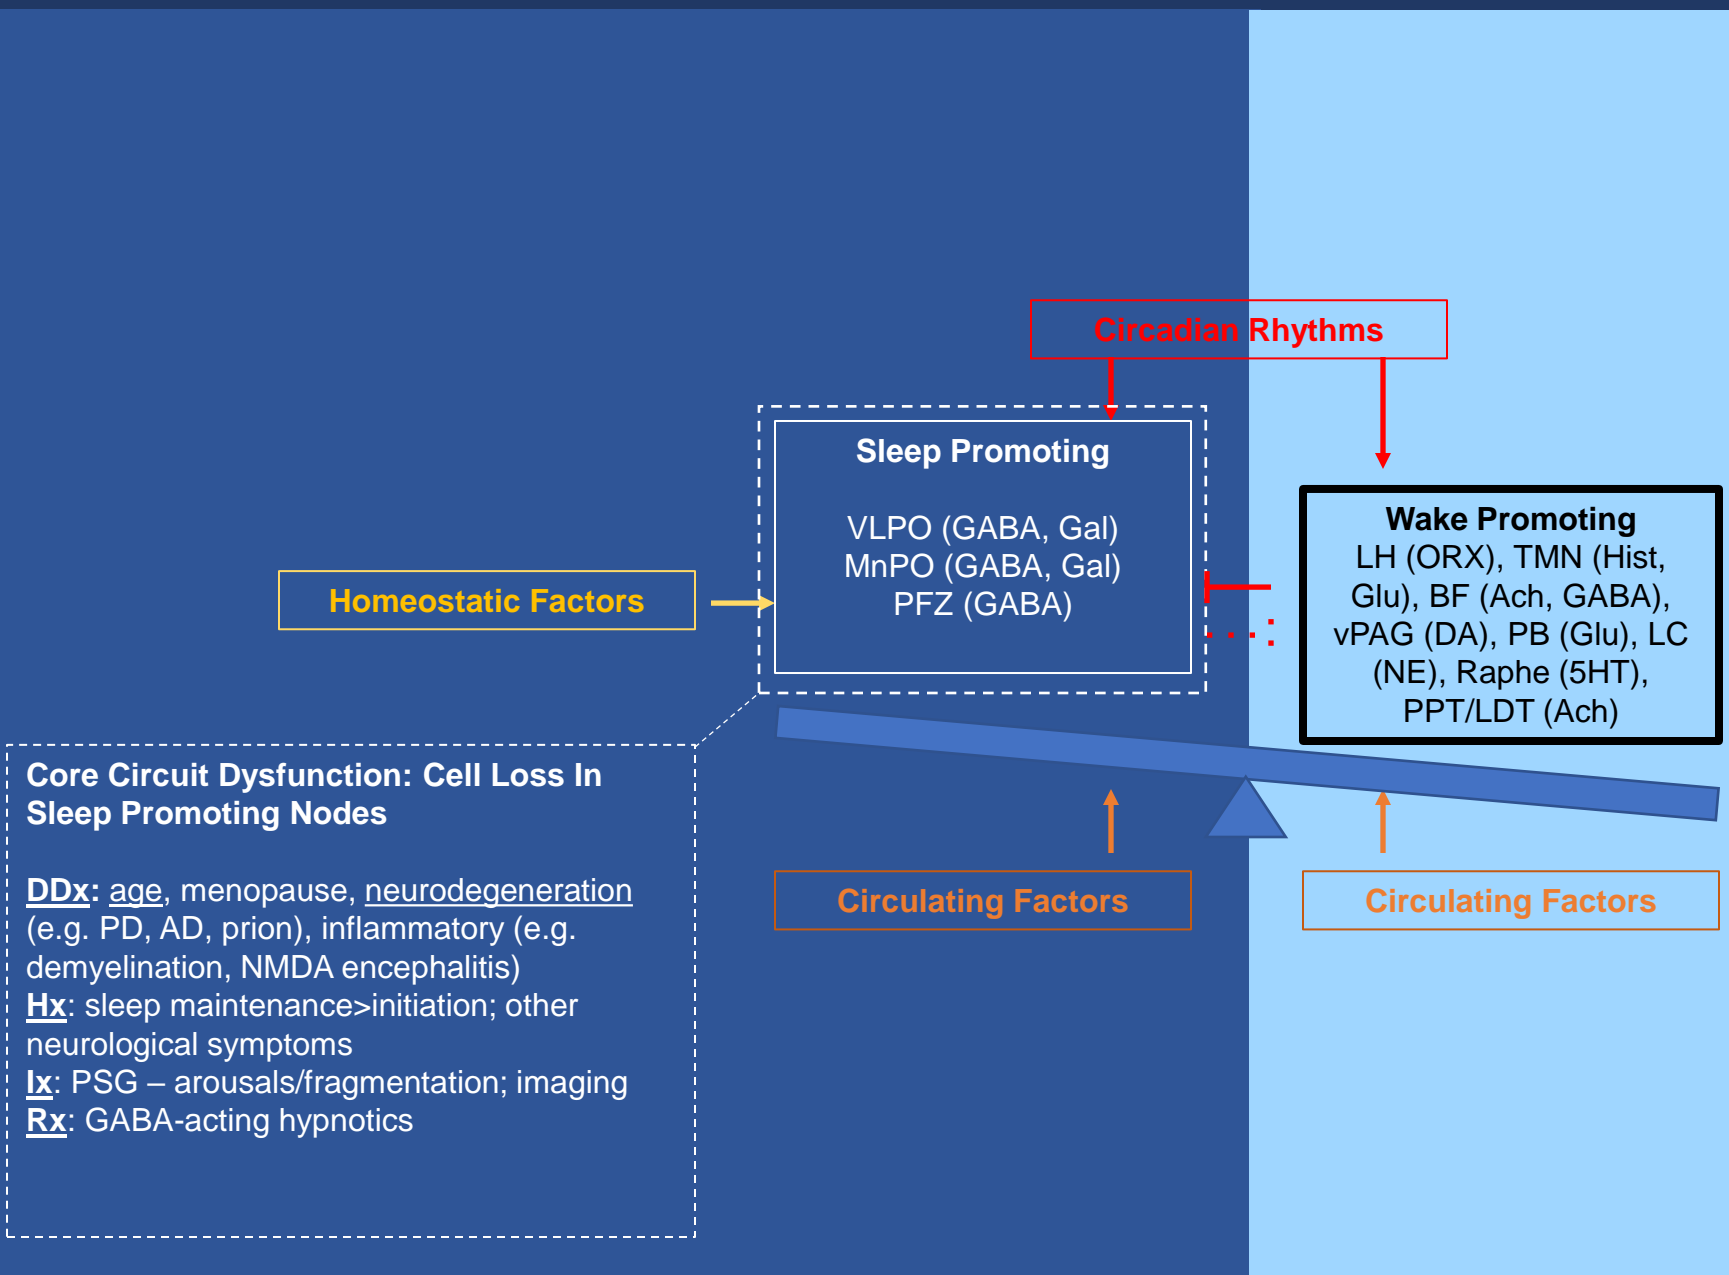 Circadian Rhythms
Sleep Promoting
VLPO (GABA, Gal)
MnPO (GABA, Gal)
PFZ (GABA)
Wake Promoting
LH (ORX), TMN (Hist,
Glu), BF (Ach, GABA),
vPAG (DA), PB (Glu), LC
(NE), Raphe (5HT),
PPT/LDT (Ach)
Homeostatic Factors
Core Circuit Dysfunction: Cell Loss In
Sleep Promoting Nodes
DDx: age, menopause, neurodegeneration
(e.g. PD, AD, prion), inflammatory (e.g.
demyelination, NMDA encephalitis)
Hx: sleep maintenance>initiation; other
neurological symptoms
Ix: PSG – arousals/fragmentation; imaging
Rx: GABA-acting hypnotics
Circulating Factors
Circulating Factors